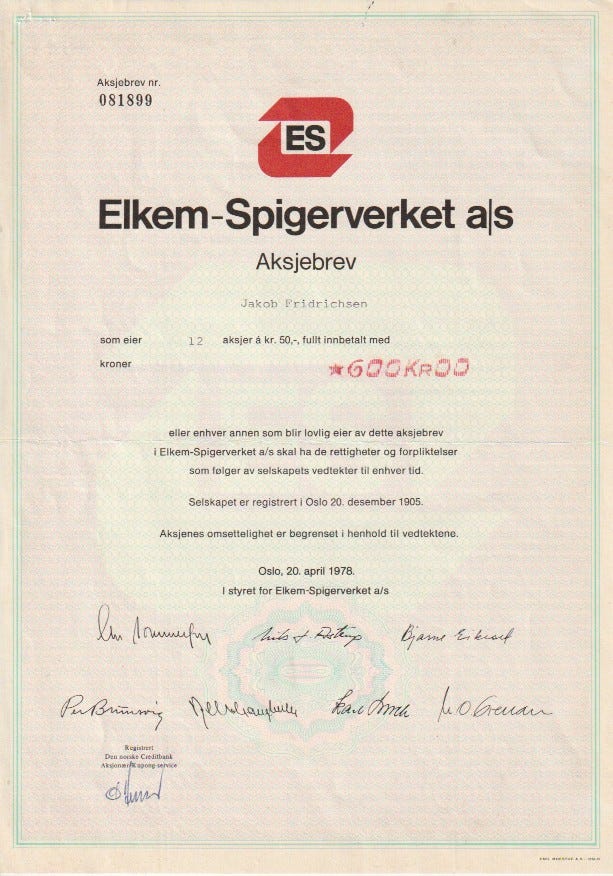 Aksjebrev nr.
081899
ES
Elkem-Spigerverket a|s
Aksjebrev
Jakob Fridrichsen
som eier 12 aksjer á kr. 50,-, fullt innbetalt med
kroner *600KR00
eller enhver annen som blir lovlig eier av dette aksjebrev
i Elkem-Spigerverket a/s skal ha de rettigheter og forpliktelser
som følger av selskapets vedtekter til enhver tid.
Selskapet er registrert i Oslo 20. desember 1905.
Aksjenes omsettelighet er begrenset i henhold til vedtektene.
Oslo, 20. april 1978.
I styret for Elkem-Spigerverket a/s
Bjarne
Per Brunsvig
Registrert
Den norske Creditbank
Aksjonær/Kupong-service